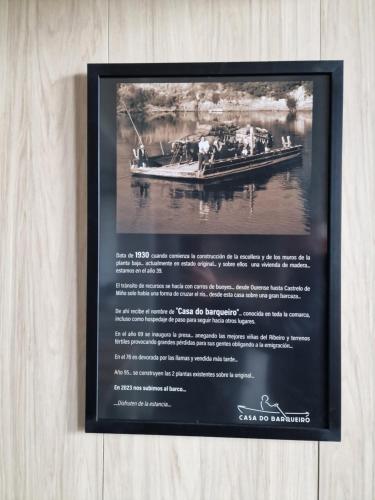 Data de 1930 cuando comienza la construcción de la escollera y de los muros de la
planta baja.. actualmente en estado original.. y sobre ellos una vivienda de madera..
estamos en el año 39.
El tránsito de recursos se hacía con carros de bueyes... desde Ourense hasta Castrelo de
Miño solo había una forma de cruzar el río.. desde esta casa sobre una gran barcaza..
De ahí recibe el nombre de "Casa do barqueiro".. conocida en toda la comarca,
incluso como hospedaje de paso para seguir hacia otros lugares.
En el año 69 se inaugura la presa.. anegando las mejores viñas del Ribeiro y terrenos
fértiles provocando grandes pérdidas para sus gentes obligando a la emigración...
En el 76 es devorada por las llamas y vendida más tarde..
Año 95.. se construyen las 2 plantas existentes sobre la original..
En 2023 nos subimos al barco...
...Disfruten de la estancia...
CASA DO BARQUEIRO